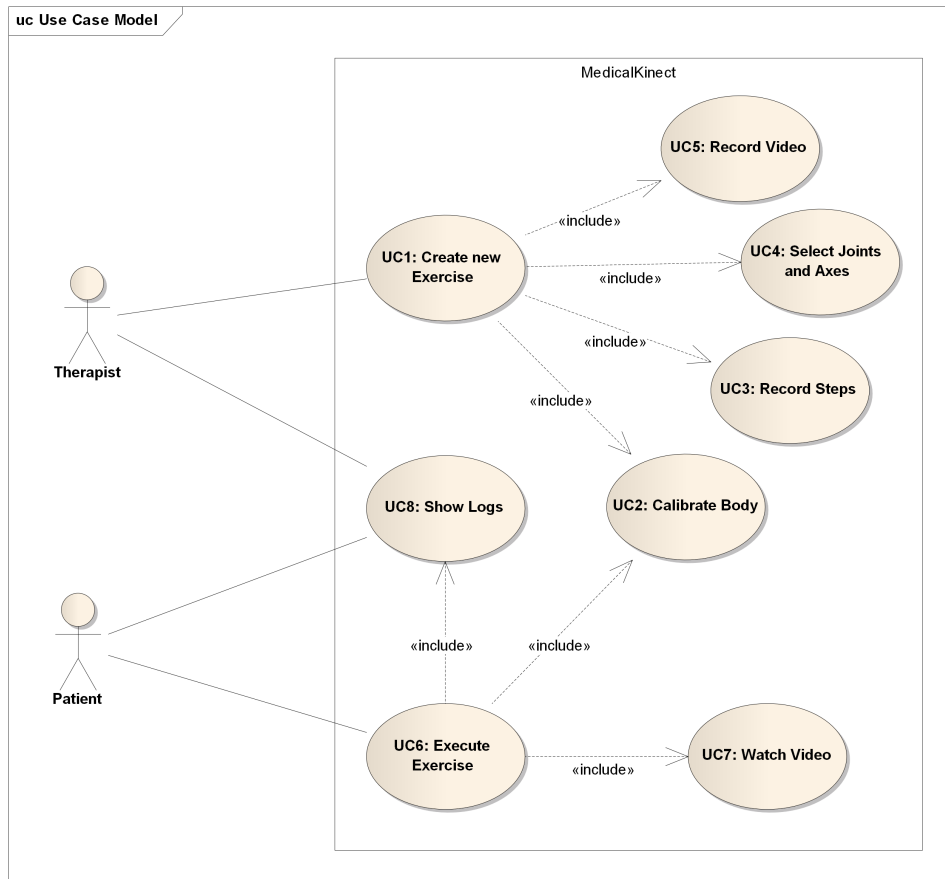 uc Use Case Model
MedicalKinect
UC5: Record Video
«include»
UC1: Create new
Exercise
UC4: Select Joints
and Axes
«include»
«include»
Therapist
UC3: Record Steps
«include»
UC8: Show Logs
UC2: Calibrate Body
«include»
«include»
Patient
UC6: Execute
Exercise
UC7: Watch Video
«include»